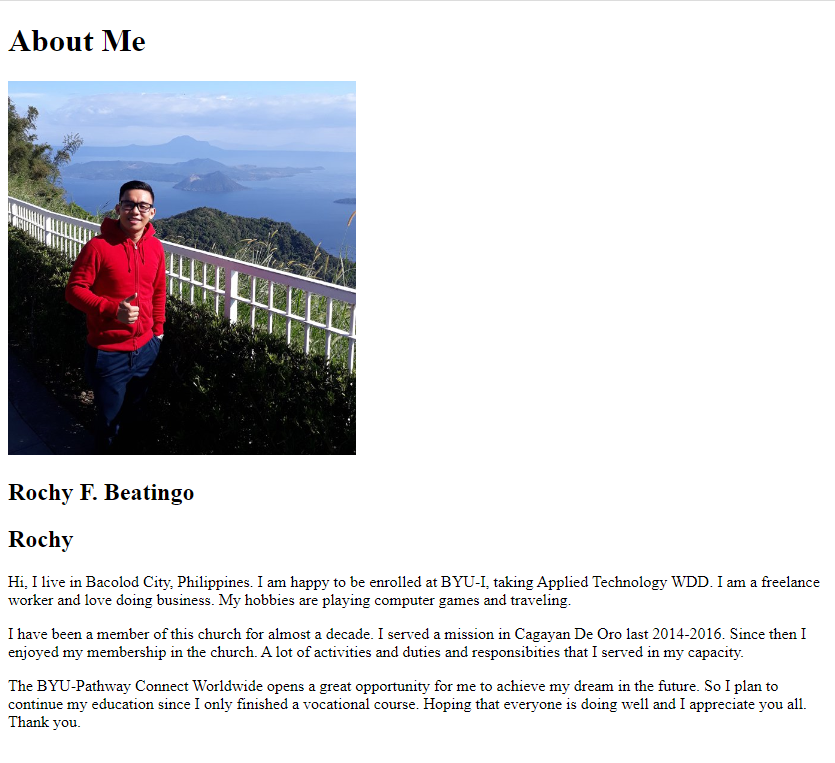 About Me
Rochy F. Beatingo
Rochy
Hi, I live in Bacolod City, Philippines. I am happy to be enrolled at BYU-I, taking Applied Technology WDD. I am a freelance
worker and love doing business. My hobbies are playing computer games and traveling.
I have been a member of this church for almost a decade. I served a mission in Cagayan De Oro last 2014-2016. Since then I
enjoyed my membership in the church. A lot of activities and duties and responsibities that I served in my capacity.
The BYU-Pathway Connect Worldwide opens a great opportunity for me to achieve my dream in the future. So I plan to
continue my education since I only finished a vocational course. Hoping that everyone is doing well and I appreciate you all.
Thank you.